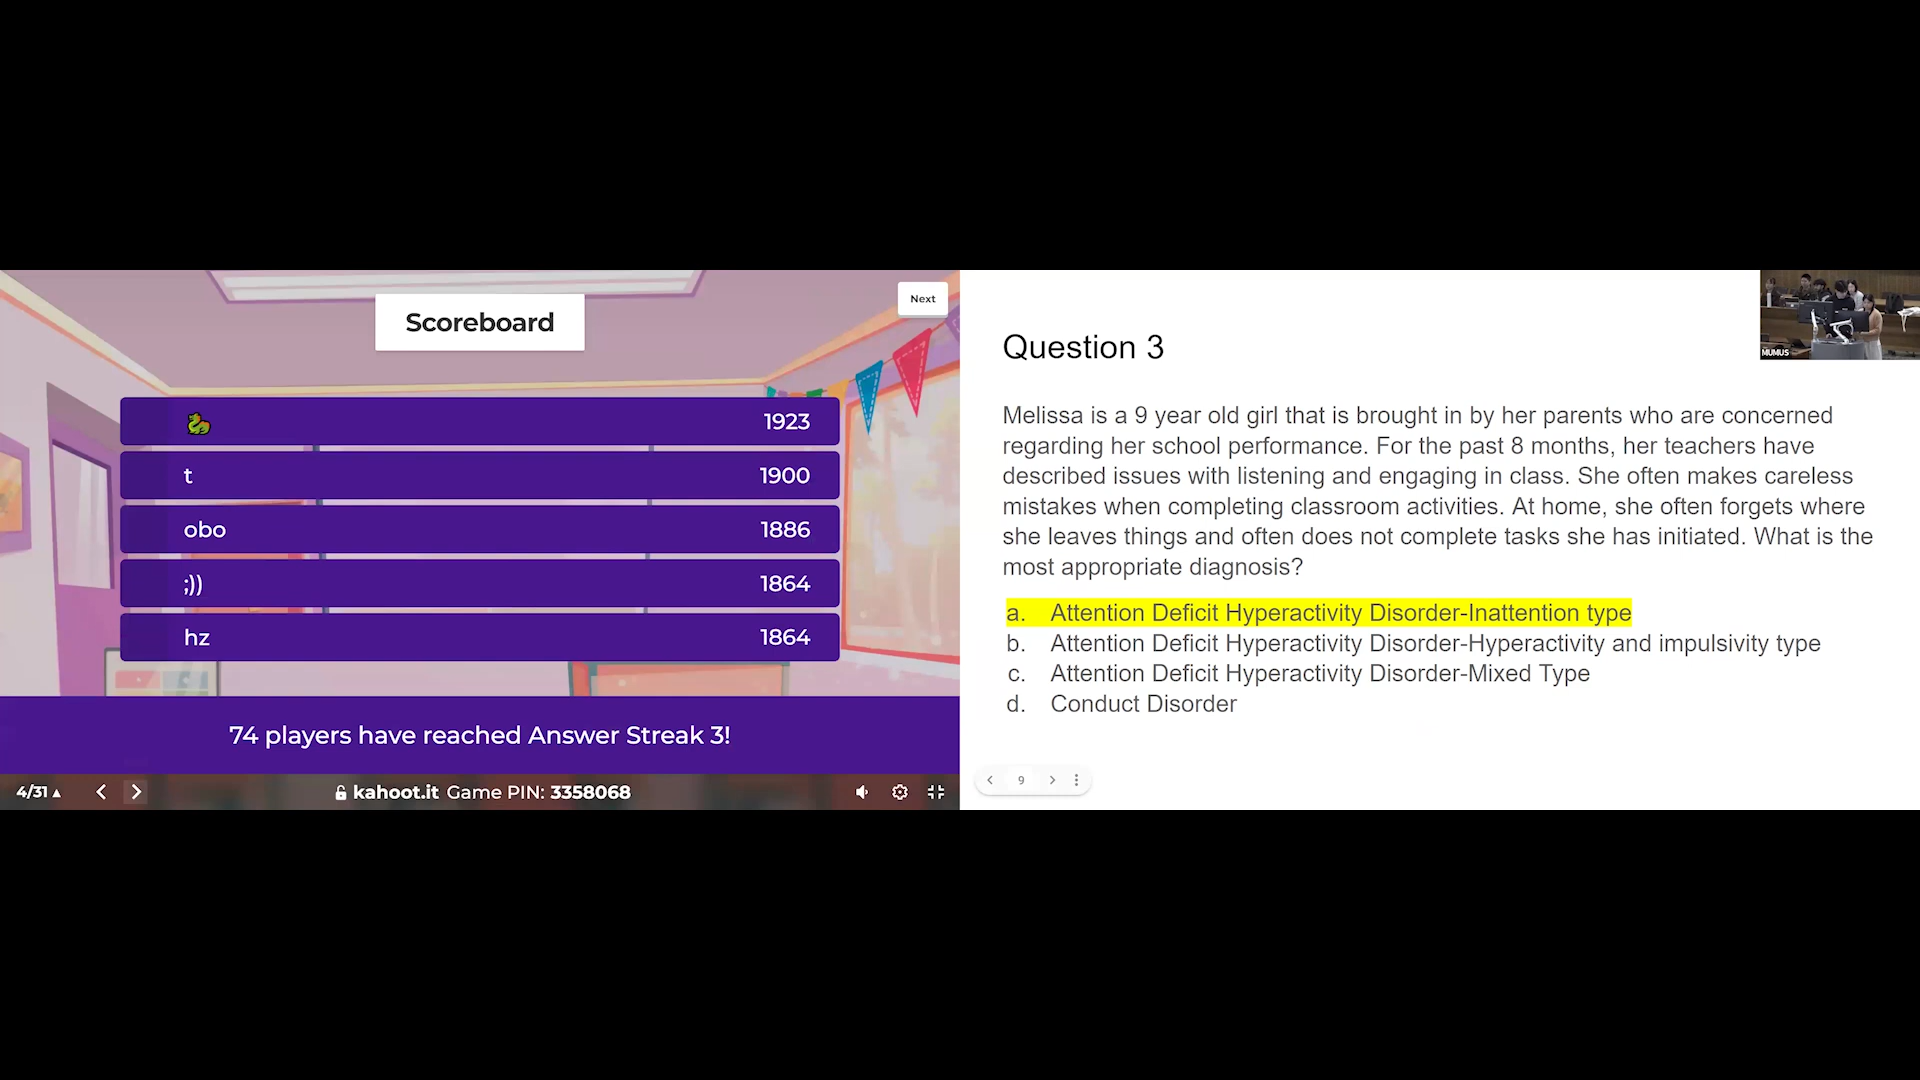 Scoreboard
Next
1923
t 1900
obo 1886
;)) 1864
hz 1864
74 players have reached Answer Streak 3!
4/31
kahoot.it Game PIN: 3358068
MUMUS
Question 3
Melissa is a 9 year old girl that is brought in by her parents who are concerned
regarding her school performance. For the past 8 months, her teachers have
described issues with listening and engaging in class. She often makes careless
mistakes when completing classroom activities. At home, she often forgets where
she leaves things and often does not complete tasks she has initiated. What is the
most appropriate diagnosis?
a. Attention Deficit Hyperactivity Disorder-Inattention type
b. Attention Deficit Hyperactivity Disorder-Hyperactivity and impulsivity type
c. Attention Deficit Hyperactivity Disorder-Mixed Type
d. Conduct Disorder
9